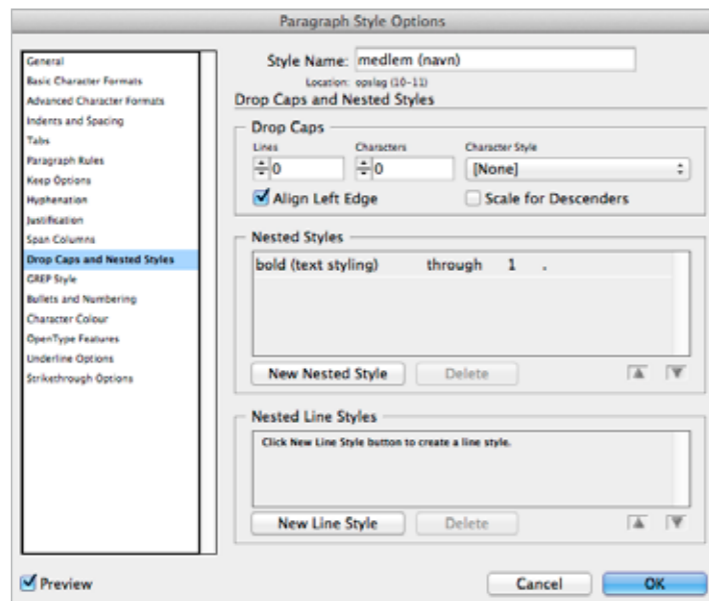 Paragraph Style Options
General
Basic Character Formats
Advanced Character Formats
Indents and Spacing
Tabs
Paragraph Rules
Keep Options
Hyphenation
Justification
Span Columns
Drop Caps and Nested Styles
GREP Style
Bullets and Numbering
Character Colour
OpenType Features
Underline Options
Strikethrough Options
Style Name: medlem (navn)
Location: opslag (10-11)
Drop Caps and Nested Styles
Drop Caps
Lines Characters Character Style
0 0 [None]
Align Left Edge Scale for Descenders
Nested Styles
bold (text styling) through 1 .
New Nested Style Delete
Nested Line Styles
Click New Line Style button to create a line style.
New Line Style Delete
Preview Cancel OK